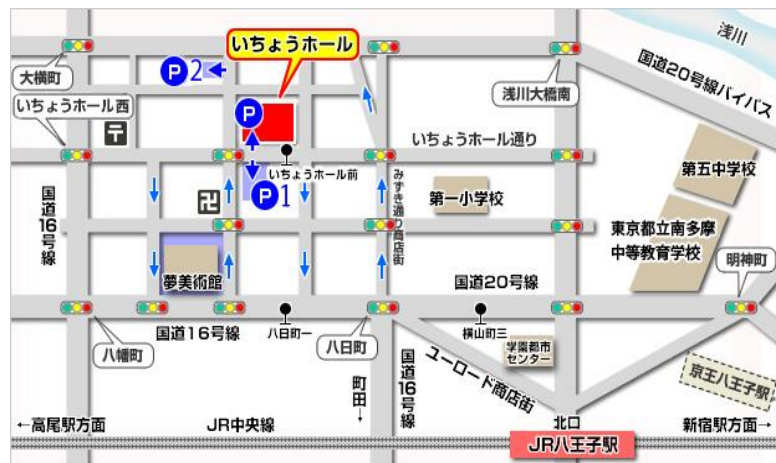 いちょうホール
浅川
大横町
P2
国道20号線バイパス
浅川大橋南
いちょうホール西
P
〒
いちょうホール通り
いちょうホール前
第五中学校
P1
卍
みずき通り商店街
第一小学校
国道16号線
東京都立南多摩
中等教育学校
夢美術館
国道20号線
明神町
国道16号線
八日町一
横山町三
八幡町
八日町
学園都市
センター
ユーロード商店街
京王八王子駅
町田→
国道16号線
←高尾駅方面
JR中央線
北口
新宿駅方面→
JR八王子駅